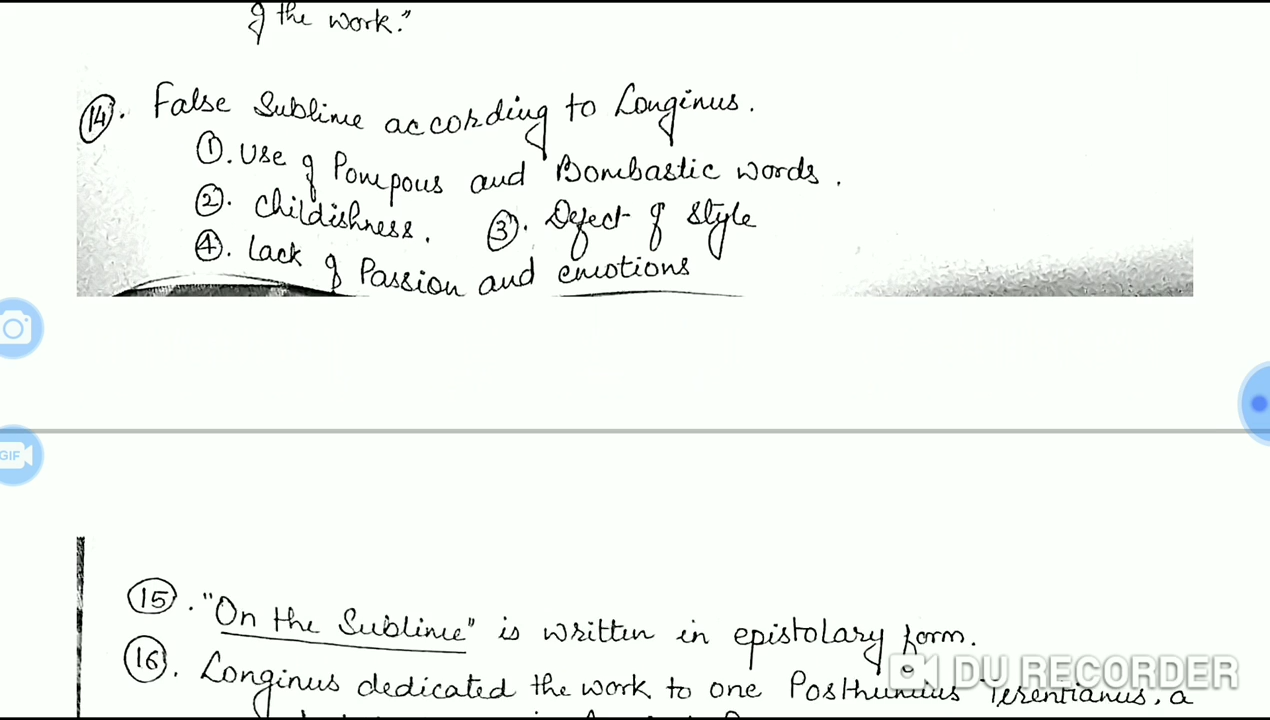 of the work."
14. False Sublime according to Longinus.
1. Use of Pompous and Bombastic words.
2. Childishness. 3. Defect of style
4. Lack of Passion and emotions
GIF
15. "On the Sublime" is written in epistolary form.
16. Longinus dedicated the work to one Posthumius Terentianus, a
DU RECORDER